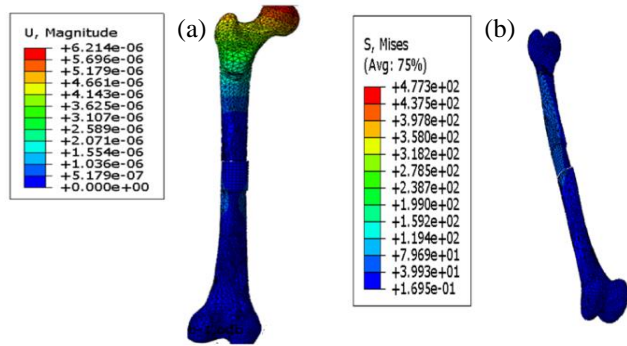 U, Magnitude
+6.214e-06
+5.696e-06
+5.179e-06
+4.661e-06
+4.143e-06
+3.625e-06
+3.107e-06
+2.589e-06
+2.071e-06
+1.554e-06
+1.036e-06
+5.179e-07
+0.000e+00
(a)
S, Mises
(Avg: 75%)
+4.773e+02
+4.375e+02
+3.978e+02
+3.580e+02
+3.182e+02
+2.785e+02
+2.387e+02
+1.990e+02
+1.592e+02
+1.194e+02
+7.969e+01
+3.993e+01
+1.695e-01
(b)